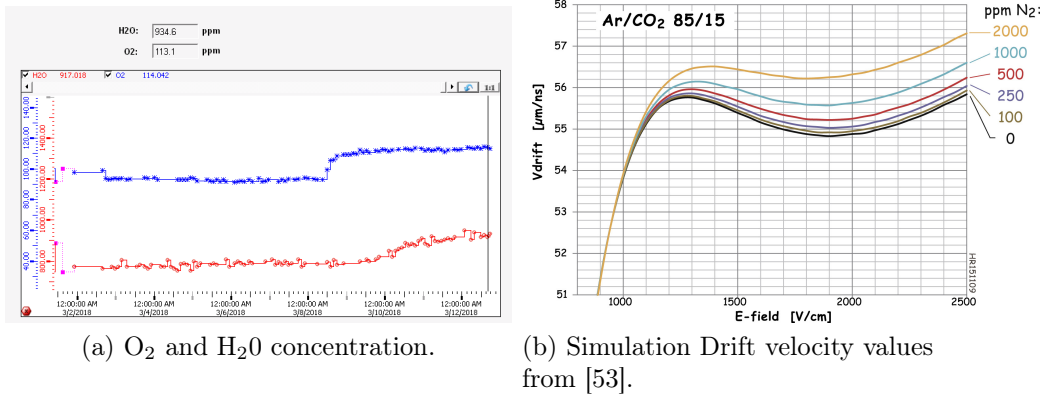 H2O: 934.6 ppm
O2: 113.1 ppm
H2O 917.018 O2 114.042
1:1
140.00
120.00
100.00
80.00
60.00
40.00
1400.00
1200.00
1000.00
800.00
12:00:00 AM 12:00:00 AM 12:00:00 AM 12:00:00 AM 12:00:00 AM 12:00:00 AM
3/2/2018 3/4/2018 3/6/2018 3/8/2018 3/10/2018 3/12/2018
(a) O₂ and H₂0 concentration.
Ar/CO₂ 85/15
ppm N₂:
2000
1000
500
250
100
0
Vdrift [µm/ns]
58
57
56
55
54
53
52
51
1000 1500 2000 2500
E-field [V/cm]
HR151109
(b) Simulation Drift velocity values
from [53].